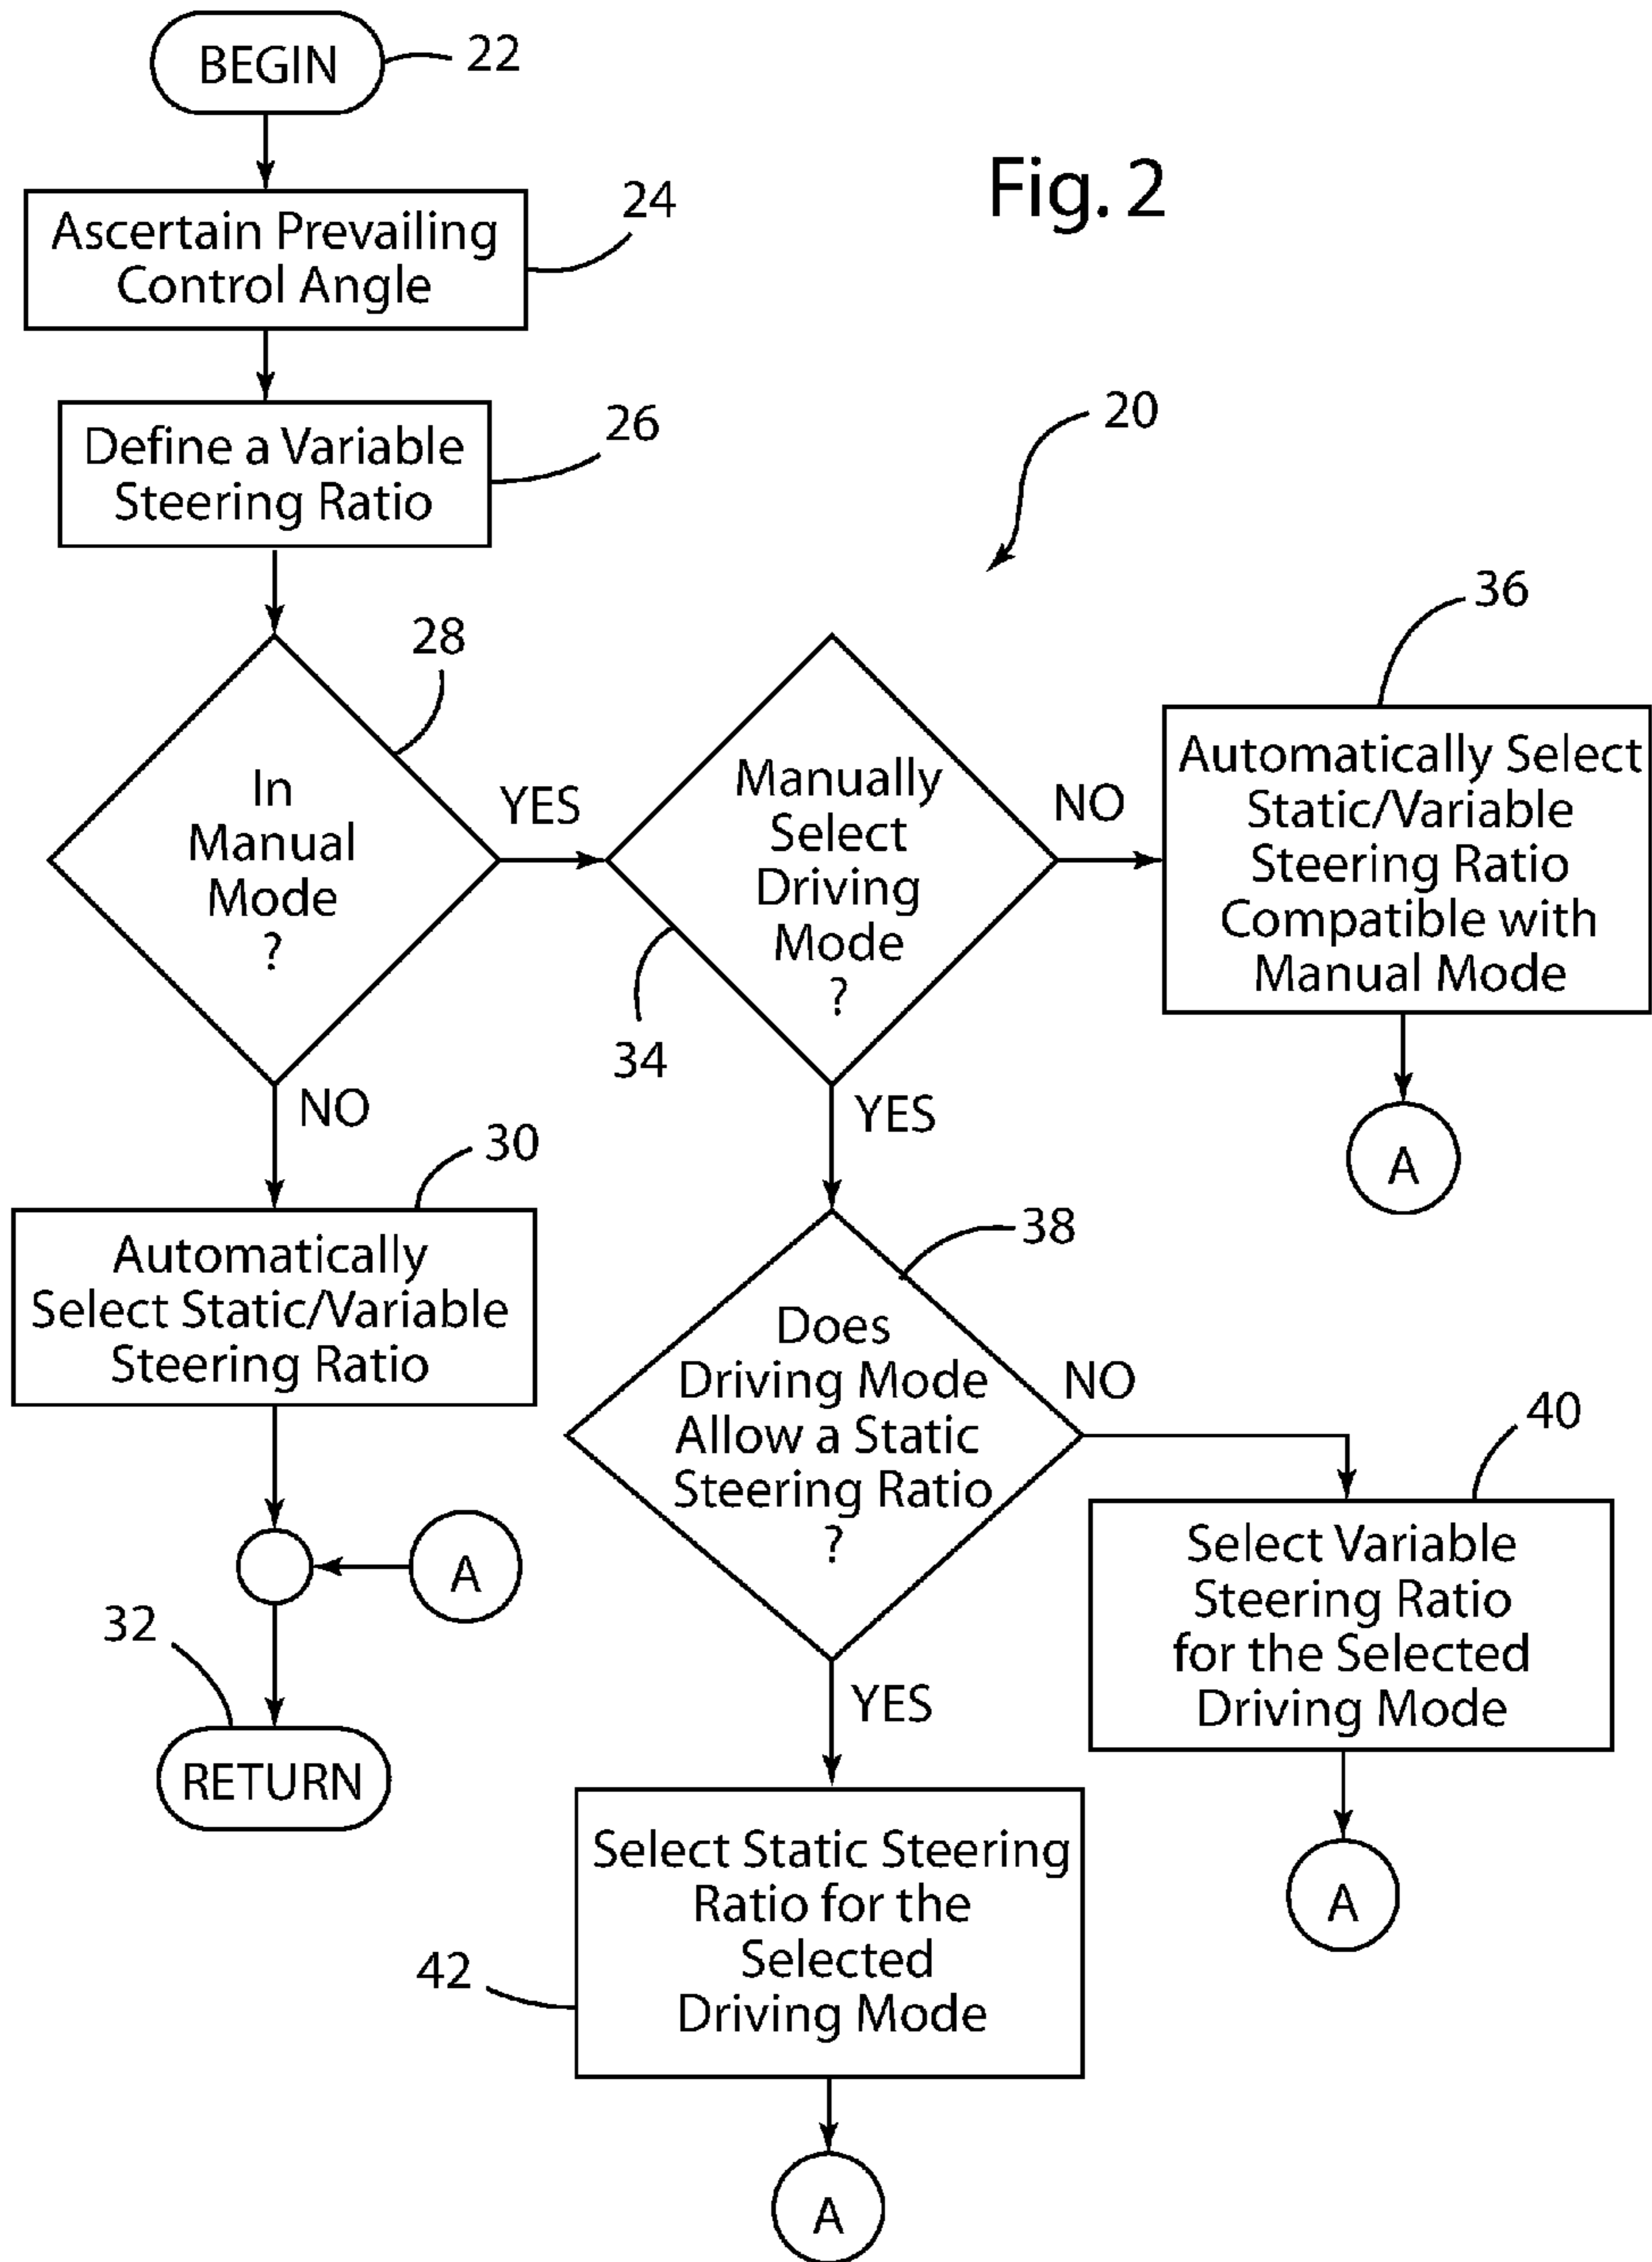 BEGIN
22
Fig. 2
Ascertain Prevailing
Control Angle
24
Define a Variable
Steering Ratio
26
20
In
Manual
Mode
?
28
YES
NO
Manually
Select
Driving
Mode
?
34
NO
YES
36
Automatically Select
Static/Variable
Steering Ratio
Compatible with
Manual Mode
A
30
Automatically
Select Static/Variable
Steering Ratio
A
32
RETURN
38
Does
Driving Mode
Allow a Static
Steering Ratio
?
NO
YES
40
Select Variable
Steering Ratio
for the Selected
Driving Mode
A
42
Select Static Steering
Ratio for the
Selected
Driving Mode
A